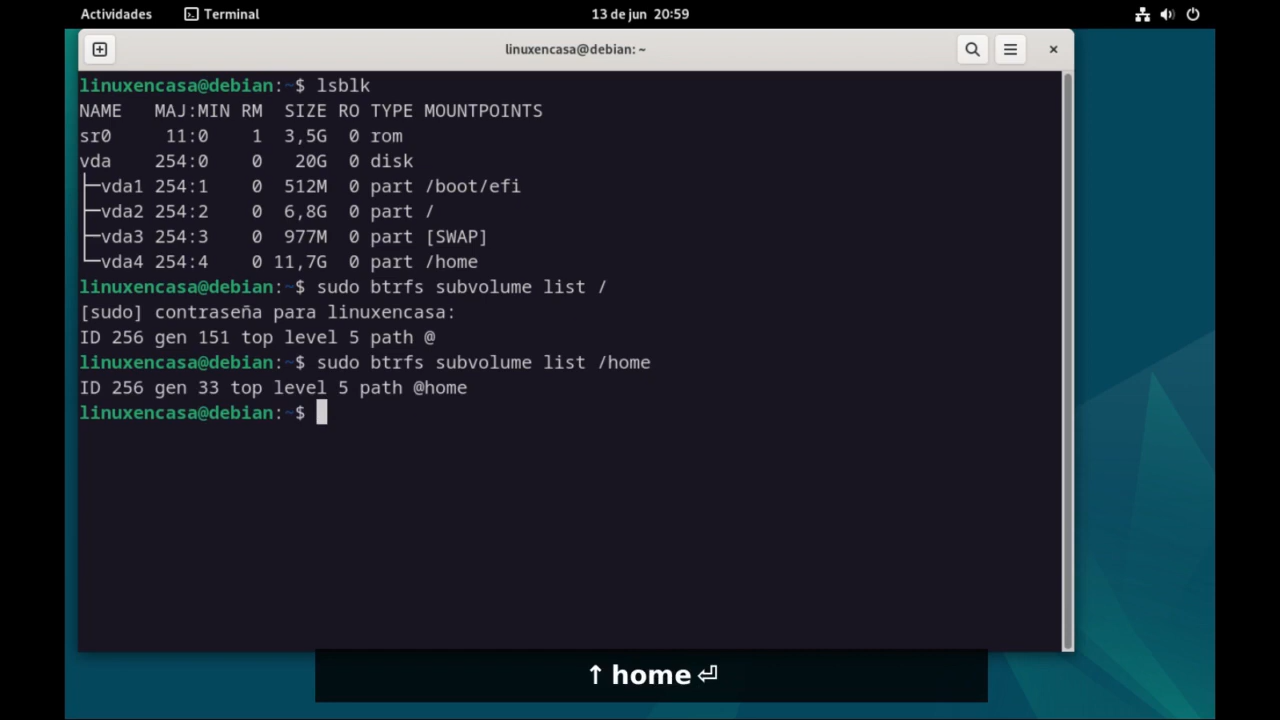 Actividades Terminal 13 de jun 20:59
linuxencasa@debian: ~
linuxencasa@debian:~$ lsblk
NAME   MAJ:MIN RM   SIZE RO TYPE MOUNTPOINTS
sr0     11:0    1   3,5G  0 rom
vda    254:0    0    20G  0 disk
├─vda1 254:1    0   512M  0 part /boot/efi
├─vda2 254:2    0   6,8G  0 part /
├─vda3 254:3    0   977M  0 part [SWAP]
└─vda4 254:4    0  11,7G  0 part /home
linuxencasa@debian:~$ sudo btrfs subvolume list /
[sudo] contraseña para linuxencasa:
ID 256 gen 151 top level 5 path @
linuxencasa@debian:~$ sudo btrfs subvolume list /home
ID 256 gen 33 top level 5 path @home
linuxencasa@debian:~$
↑ home ⏎